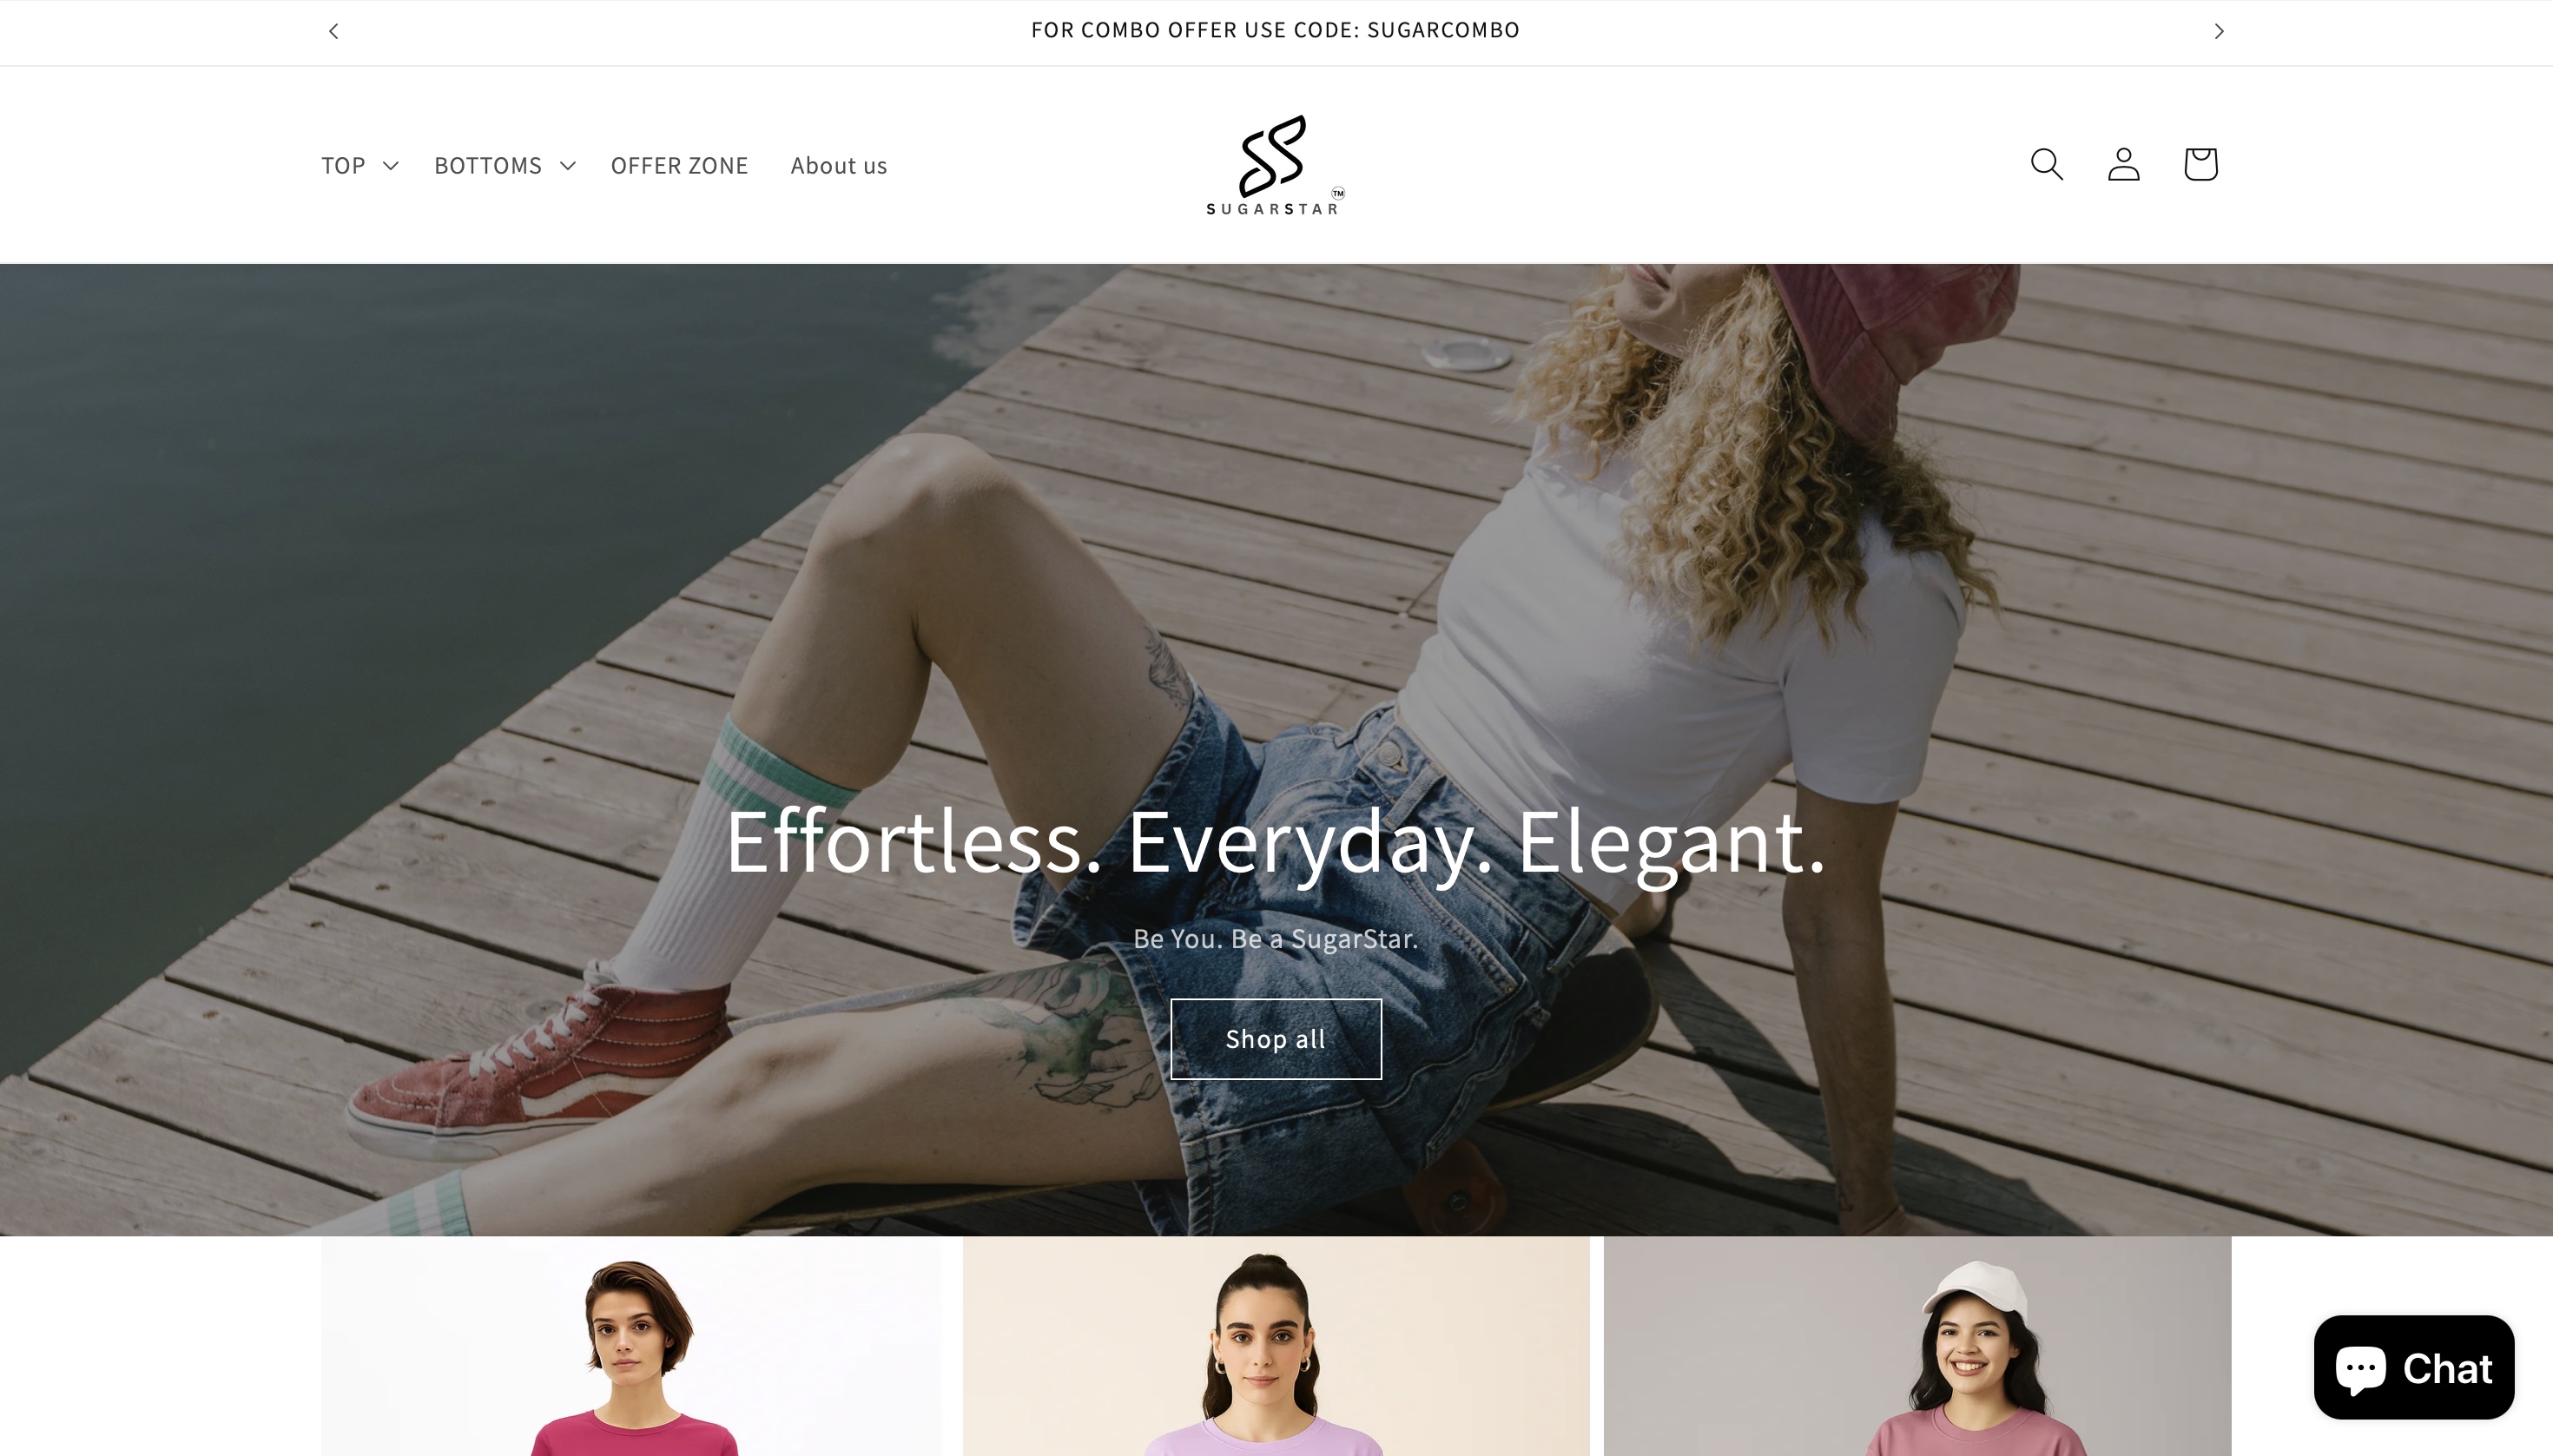 FOR COMBO OFFER USE CODE: SUGARCOMBO
TOP
BOTTOMS
OFFER ZONE
About us
SUGARSTAR
TM
Effortless. Everyday. Elegant.
Be You. Be a SugarStar.
Shop all
Chat